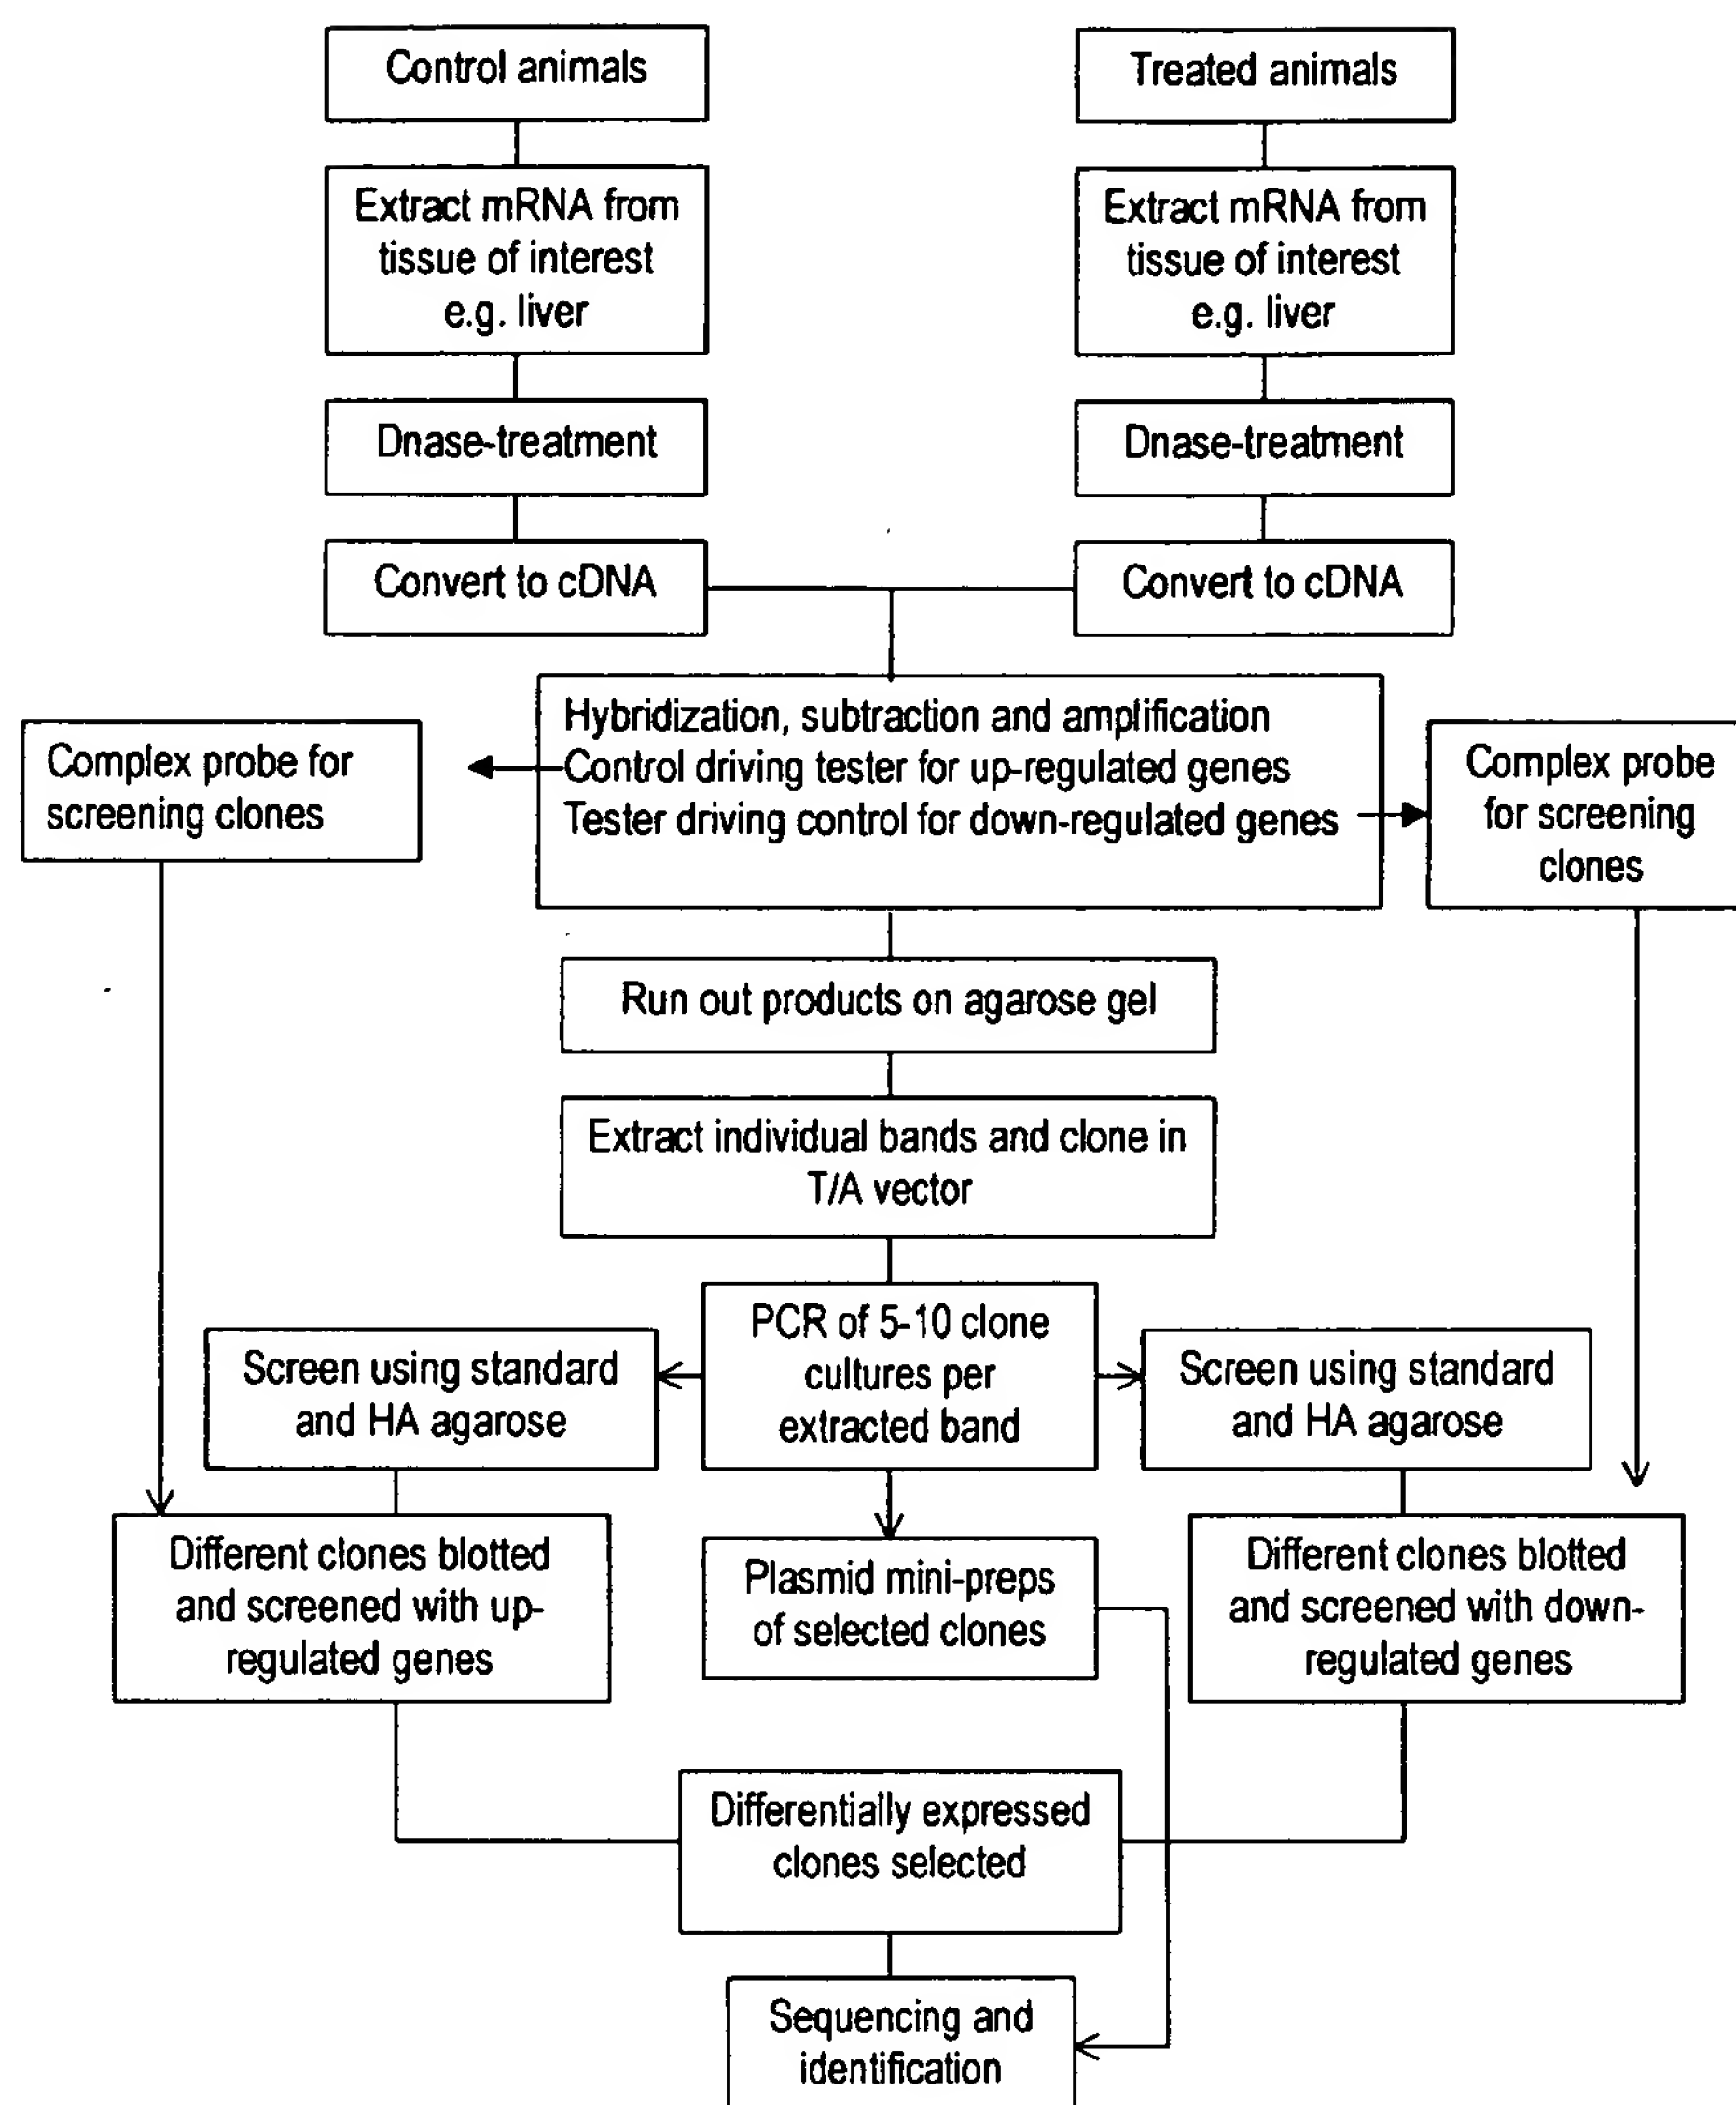 Control animals
Treated animals
Extract mRNA from
tissue of interest
e.g. liver
Extract mRNA from
tissue of interest
e.g. liver
Dnase-treatment
Dnase-treatment
Convert to cDNA
Convert to cDNA
Hybridization, subtraction and amplification
Control driving tester for up-regulated genes
Tester driving control for down-regulated genes
Complex probe for
screening clones
Complex probe
for screening
clones
Run out products on agarose gel
Extract individual bands and clone in
T/A vector
PCR of 5-10 clone
cultures per
extracted band
Screen using standard
and HA agarose
Screen using standard
and HA agarose
Different clones blotted
and screened with up-
regulated genes
Plasmid mini-preps
of selected clones
Different clones blotted
and screened with down-
regulated genes
Differentially expressed
clones selected
Sequencing and
identification